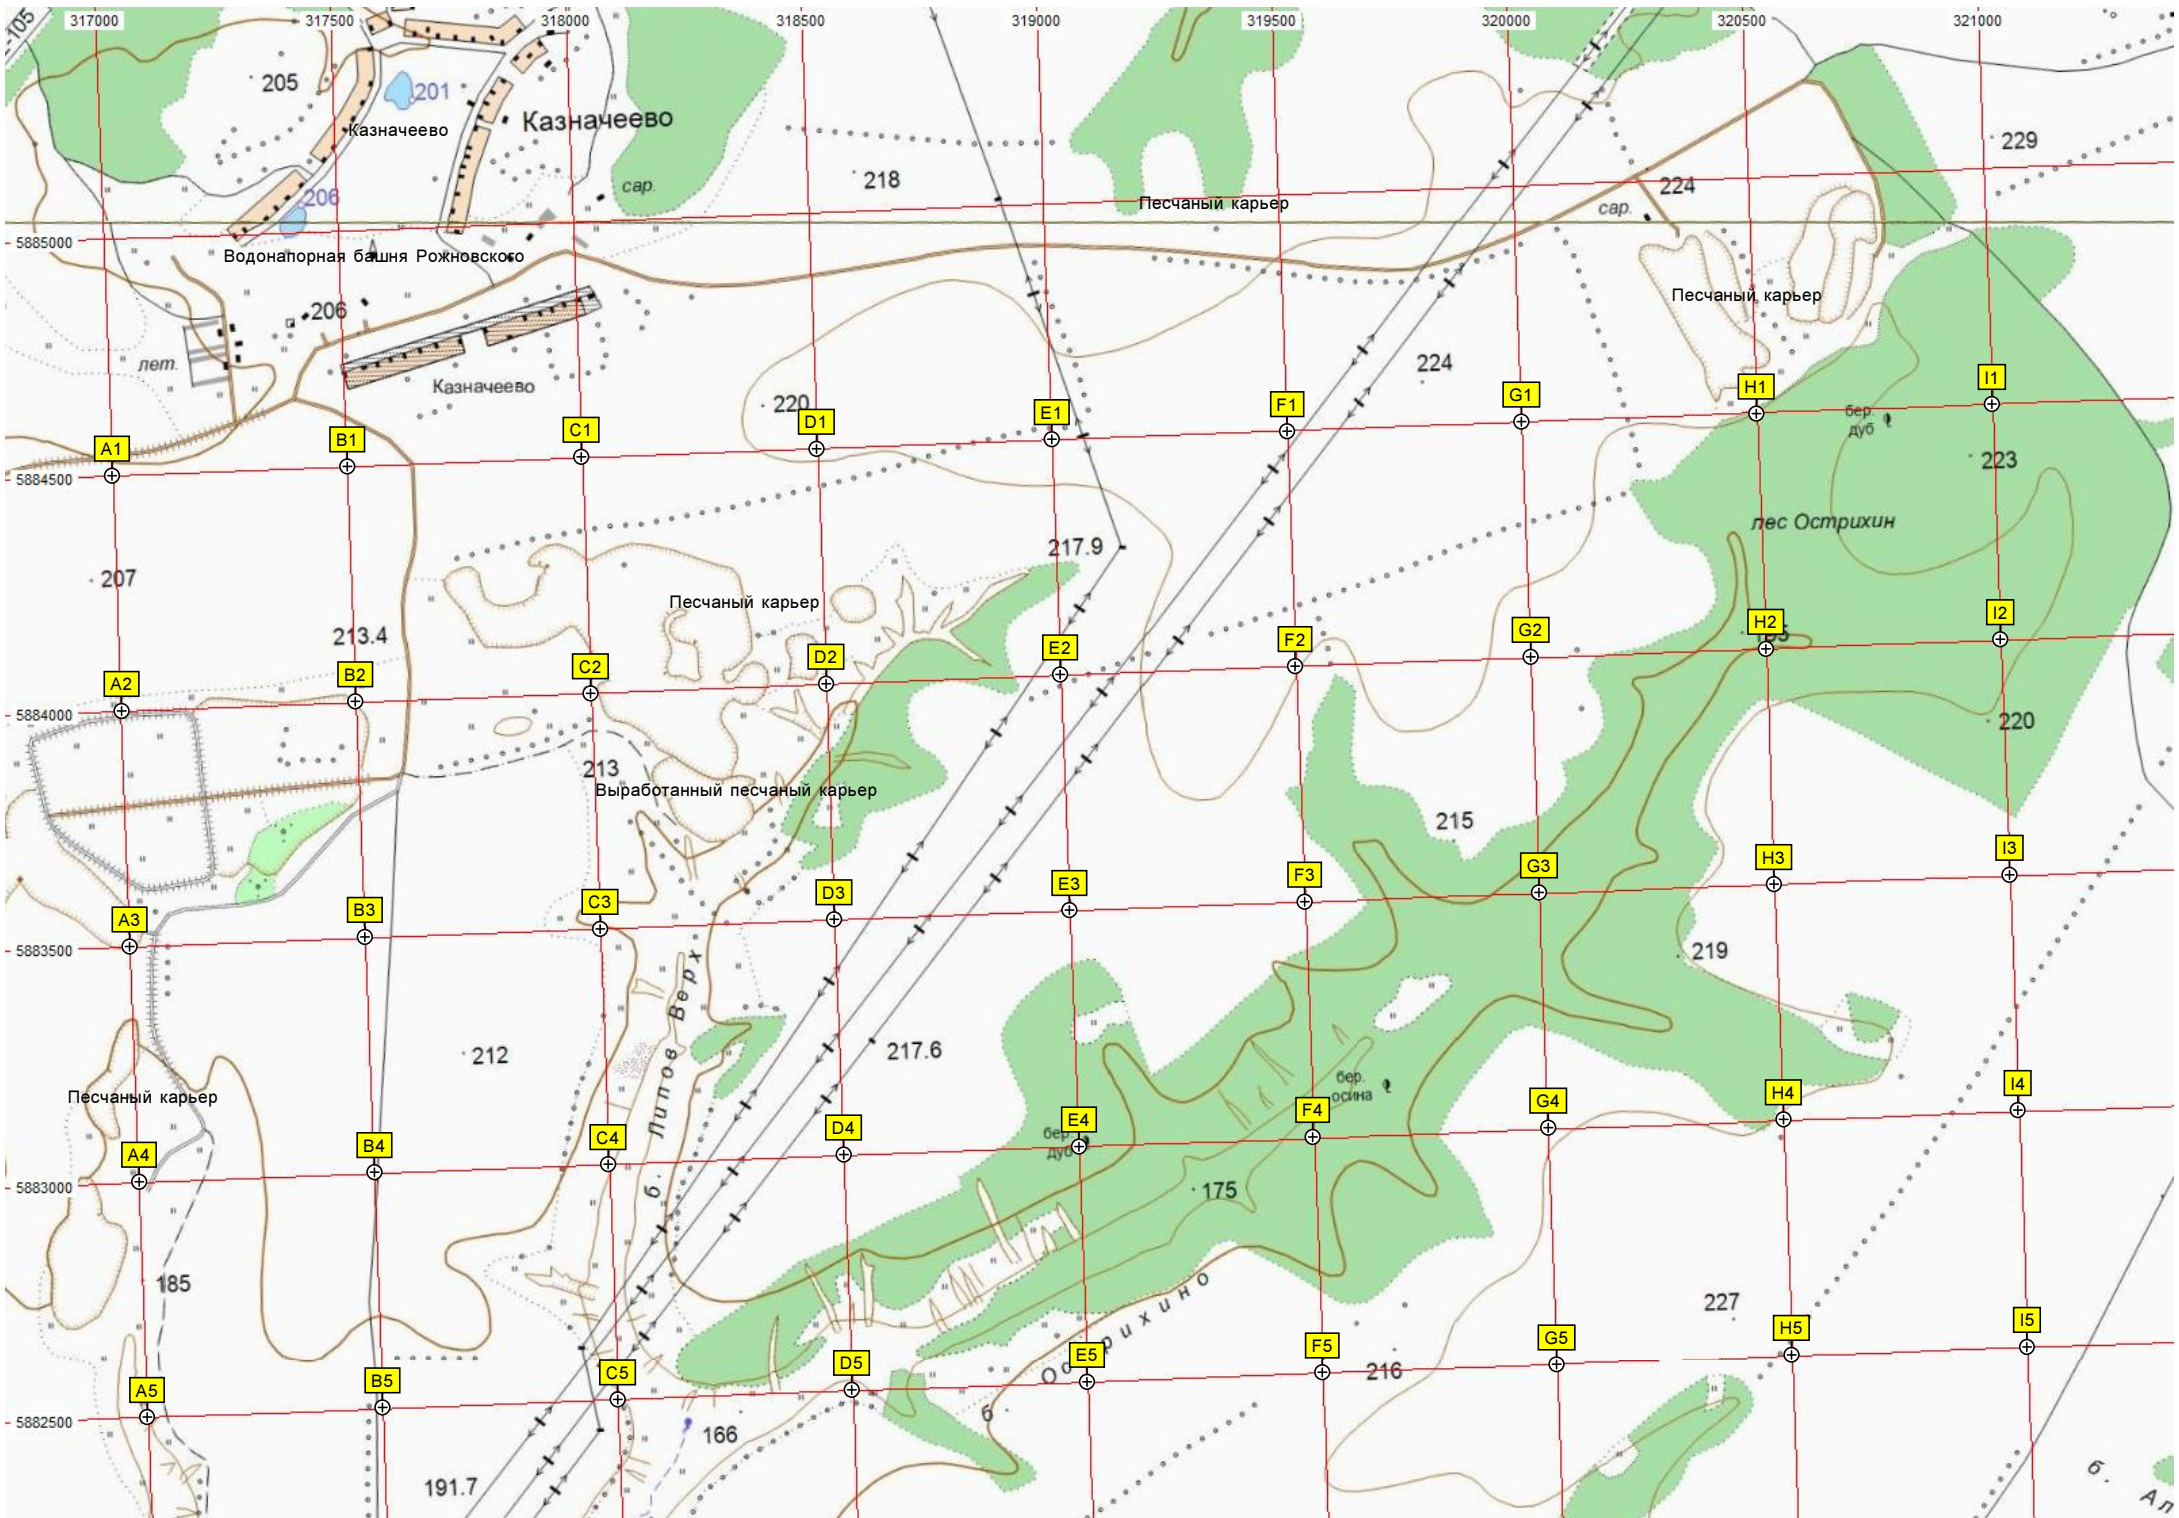 317000 317500 318000 318500 319000 319500 320000 320500 321000
-105
205
201
Казначеево
Казначеево
229
218
224
206
сар.
Песчаный карьер
сар.
5885000
Водонапорная башня Рожновского
206
Песчаный карьер
лет.
Казначеево
224
220
A1 B1 C1 D1 E1 F1 G1 H1 I1
бер.
дуб
5884500
223
лес Острихин
217.9
207
Песчаный карьер
213.4
A2 B2 C2 D2 E2 F2 G2 H2 I2
5884000
220
213
Выработанный песчаный карьер
215
A3 B3 C3 D3 E3 F3 G3 H3 I3
5883500
219
б. Липов Верх
212
217.6
бер.
осина
Песчаный карьер
A4 B4 C4 D4 E4 F4 G4 H4 I4
бер.
дуб
5883000
175
185
227
б. Острихино
216
A5 B5 C5 D5 E5 F5 G5 H5 I5
5882500
166
191.7
б. Ал